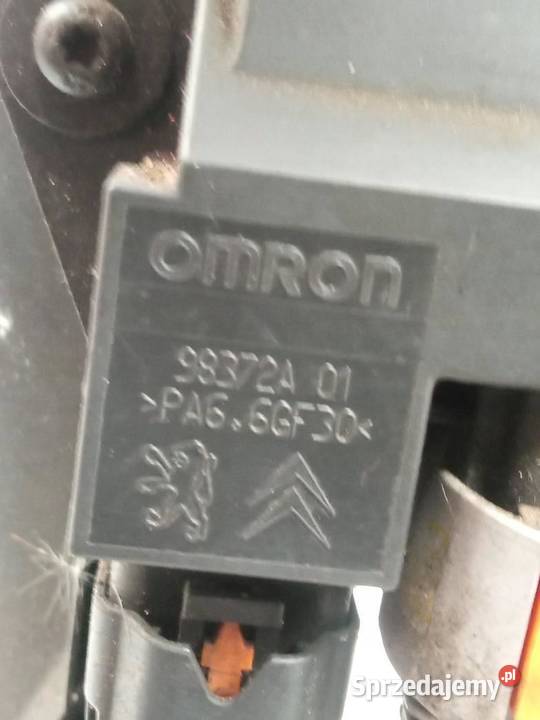 omron
98372A 01
>PA6.6GF30<
Sprzedajemy.pl